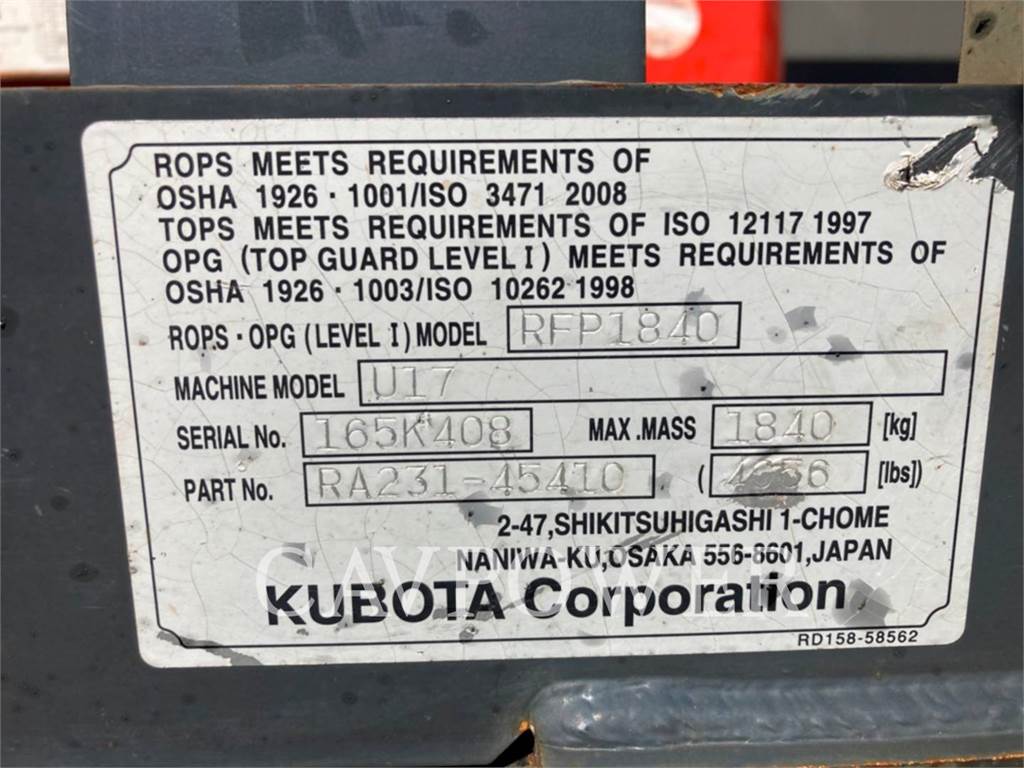 ROPS MEETS REQUIREMENTS OF
OSHA 1926・1001/ISO 3471 2008
TOPS MEETS REQUIREMENTS OF ISO 12117 1997
OPG (TOP GUARD LEVEL I) MEETS REQUIREMENTS OF
OSHA 1926・1003/ISO 10262 1998
ROPS・OPG (LEVEL I) MODEL RFP1840
MACHINE MODEL U17
SERIAL No. 165K408 MAX .MASS 1840 [kg]
PART No. RA231-45410 ( [lbs])
2-47,SHIKITSUHIGASHI 1-CHOME
NANIWA-KU,OSAKA 556-8601,JAPAN
CAVPOWER
KUBOTA Corporation
RD158-58562